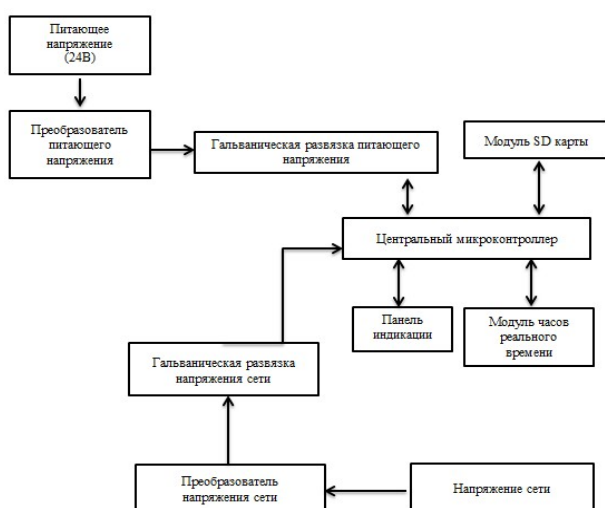 Питающее
напряжение
(24В)
Преобразователь
питающего
напряжения
Гальваническая развязка питающего
напряжения
Модуль SD карты
Центральный микроконтроллер
Панель
индикации
Модуль часов
реального
времени
Гальваническая развязка
напряжения сети
Преобразователь
напряжения сети
Напряжение сети